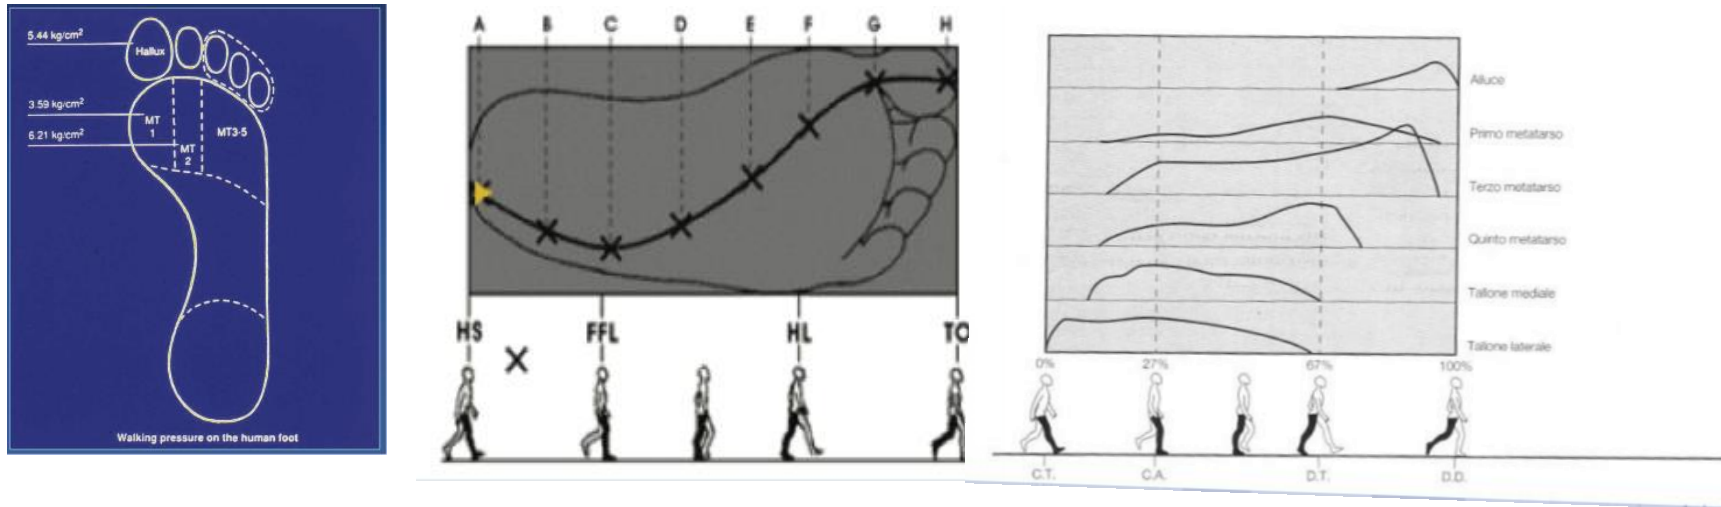 5.44 kg/cm²
Hallux
3.59 kg/cm²
MT
1
6.21 kg/cm²
MT
2
MT3-5
Walking pressure on the human foot
A B C D E F G H
HS FFL HL TO
Alluce
Primo metatarso
Terzo metatarso
Quinto metatarso
Tallone mediale
Tallone laterale
0% 27% 67% 100%
C.T. C.A. D.T. D.D.